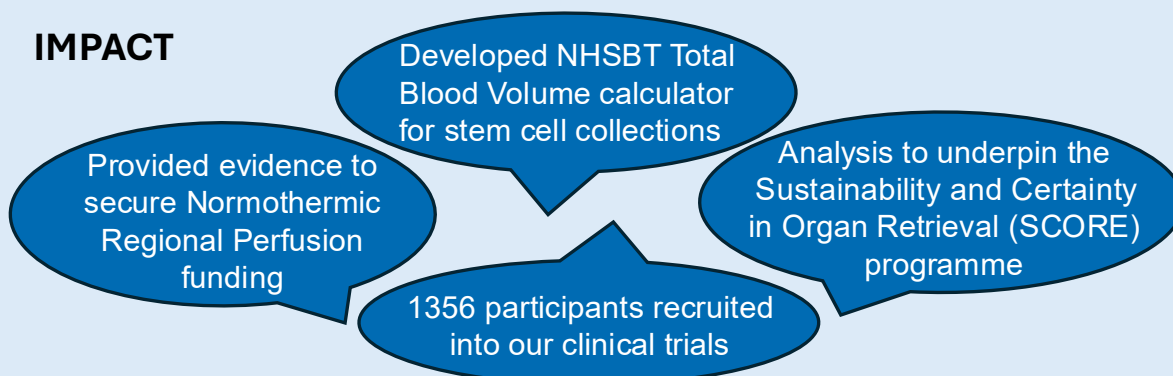 IMPACT
Developed NHSBT Total
Blood Volume calculator
for stem cell collections
Provided evidence to
secure Normothermic
Regional Perfusion
funding
Analysis to underpin the
Sustainability and Certainty
in Organ Retrieval (SCORE)
programme
1356 participants recruited
into our clinical trials